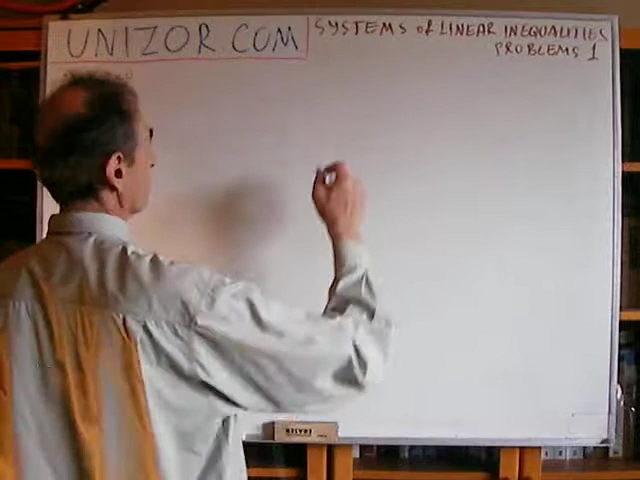 UNIZOR COM
SYSTEMS of LINEAR INEQUALITIES
PROBLEMS 1